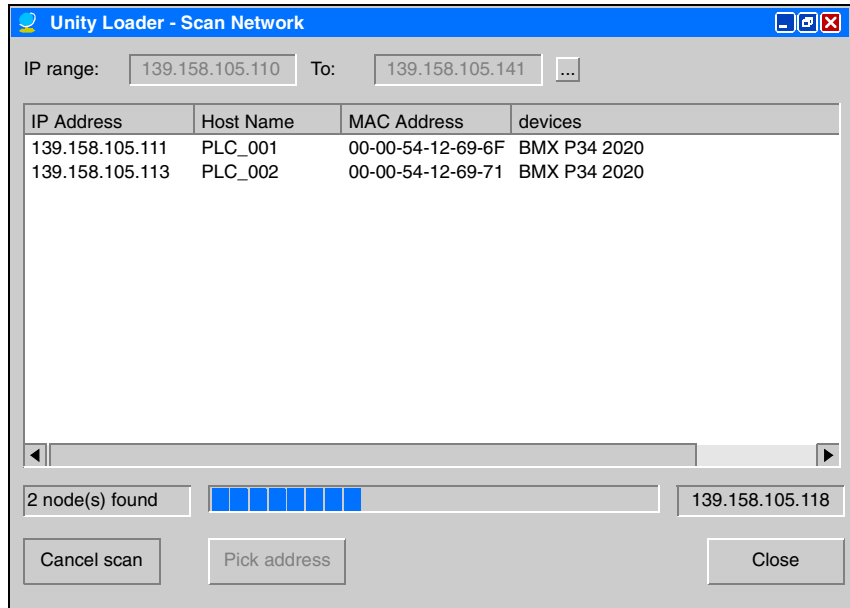 Unity Loader - Scan Network
IP range: 139.158.105.110 To: 139.158.105.141 ...
IP Address Host Name MAC Address devices
139.158.105.111 PLC_001 00-00-54-12-69-6F BMX P34 2020
139.158.105.113 PLC_002 00-00-54-12-69-71 BMX P34 2020
2 node(s) found 139.158.105.118
Cancel scan Pick address Close